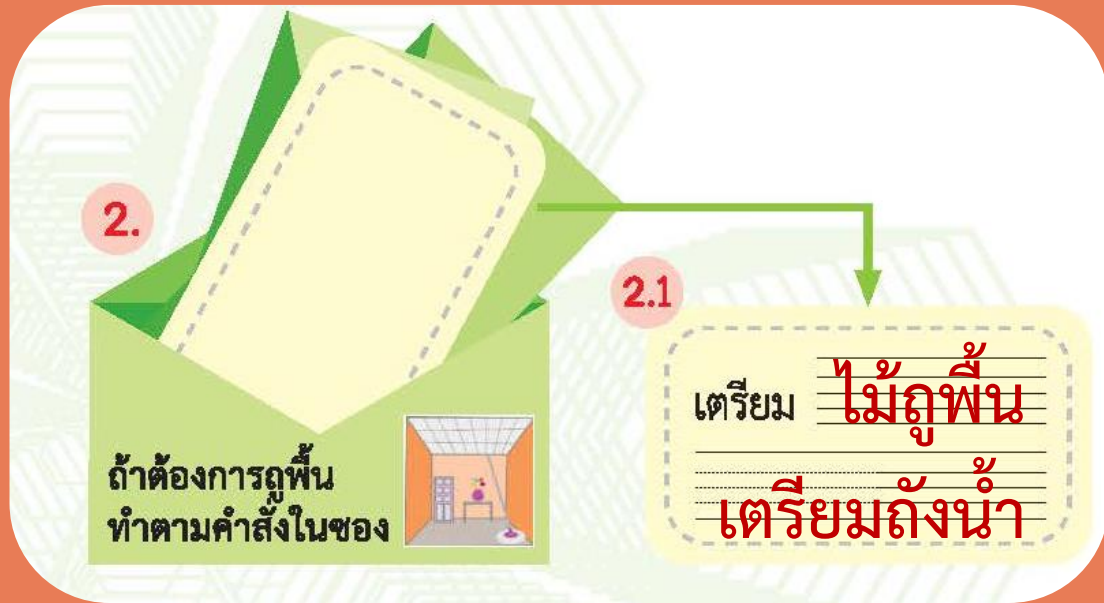 2.
ถ้าต้องการถูพื้น
ทำตามคำสั่งในซอง
2.1
เตรียม ไม้ถูพื้น
เตรียมถังน้ำ